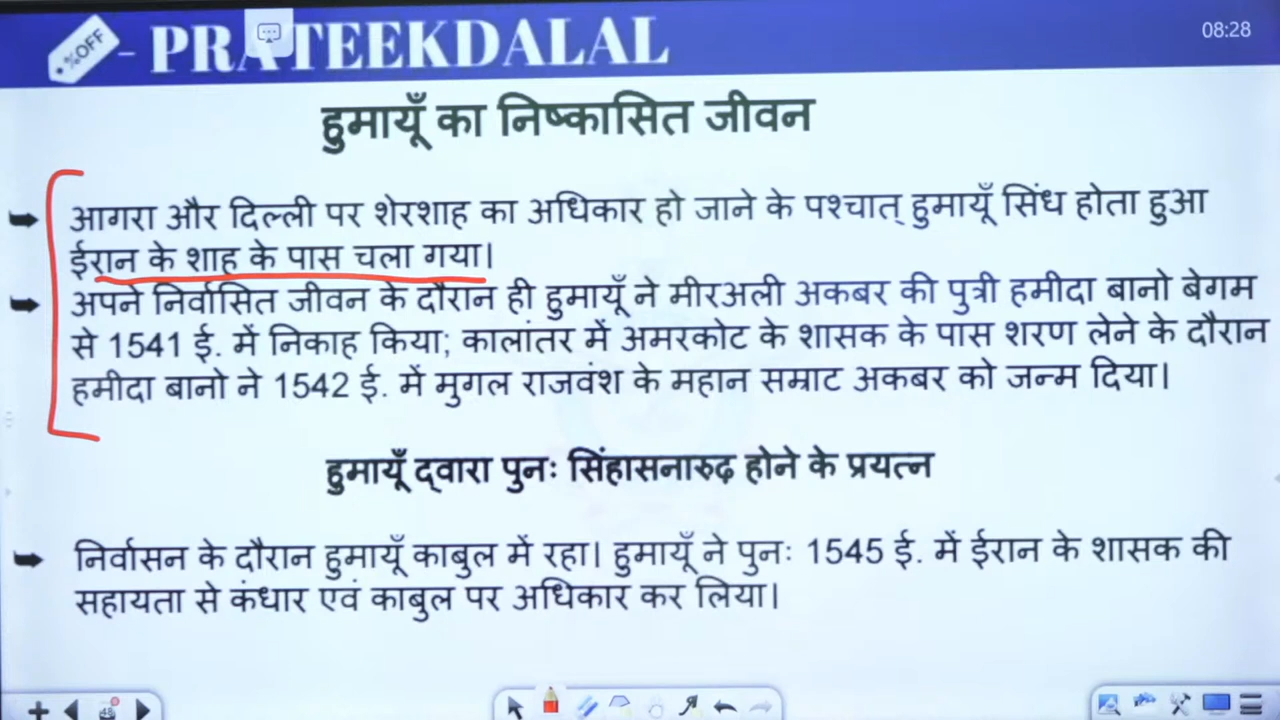 %OFF - PRATEEKDALAL
08:28
हुमायूँ का निष्कासित जीवन
आगरा और दिल्ली पर शेरशाह का अधिकार हो जाने के पश्चात् हुमायूँ सिंध होता हुआ
ईरान के शाह के पास चला गया।
अपने निर्वासित जीवन के दौरान ही हुमायूँ ने मीरअली अकबर की पुत्री हमीदा बानो बेगम
से 1541 ई. में निकाह किया; कालांतर में अमरकोट के शासक के पास शरण लेने के दौरान
हमीदा बानो ने 1542 ई. में मुगल राजवंश के महान सम्राट अकबर को जन्म दिया।
हुमायूँ द्वारा पुनः सिंहासनारुढ़ होने के प्रयत्न
निर्वासन के दौरान हुमायूँ काबुल में रहा। हुमायूँ ने पुनः 1545 ई. में ईरान के शासक की
सहायता से कंधार एवं काबुल पर अधिकार कर लिया।
48